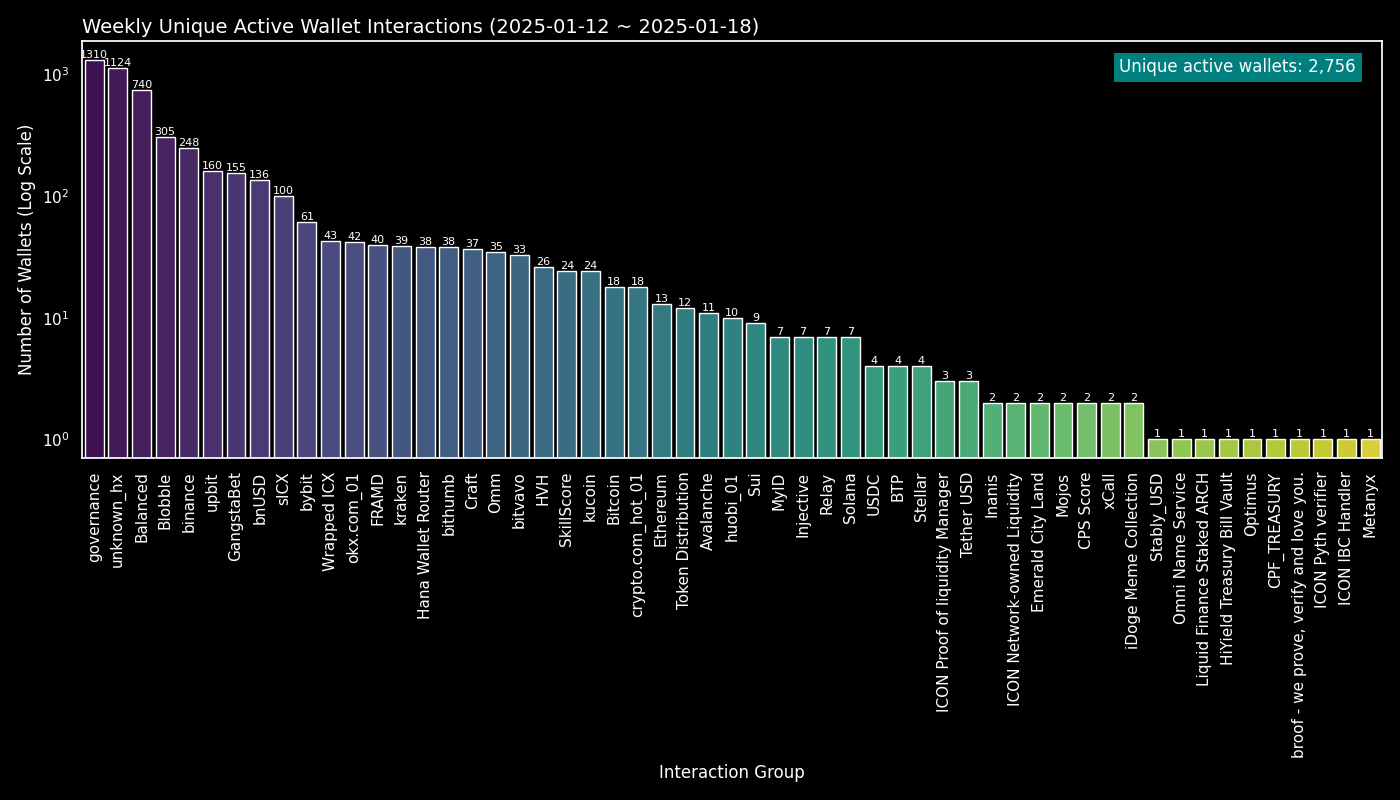 Weekly Unique Active Wallet Interactions (2025-01-12 ~ 2025-01-18)
Unique active wallets: 2,756
Number of Wallets (Log Scale)
10³
10²
10¹
10⁰
1310
1124
740
305
248
160
155
136
100
61
43
42
40
39
38
38
37
35
33
26
24
24
18
18
13
12
11
10
9
7
7
7
7
4
4
4
3
3
2
2
2
2
2
2
2
1
1
1
1
1
1
1
1
1
1
governance
unknown_hx
Balanced
Blobble
binance
upbit
GangstaBet
bnUSD
sICX
bybit
Wrapped ICX
okx.com_01
FRAMD
kraken
Hana Wallet Router
bithumb
Craft
Omm
bitvavo
HVH
SkillScore
kucoin
Bitcoin
crypto.com_hot_01
Ethereum
Token Distribution
Avalanche
huobi_01
Sui
MyID
Injective
Relay
Solana
USDC
BTP
Stellar
ICON Proof of liquidity Manager
Tether USD
Inanis
ICON Network-owned Liquidity
Emerald City Land
Mojos
CPS Score
xCall
iDoge Meme Collection
Stably_USD
Omni Name Service
Liquid Finance Staked ARCH
HiYield Treasury Bill Vault
Optimus
CPF_TREASURY
broof - we prove, verify and love you.
ICON Pyth verifier
ICON IBC Handler
Metanyx
Interaction Group